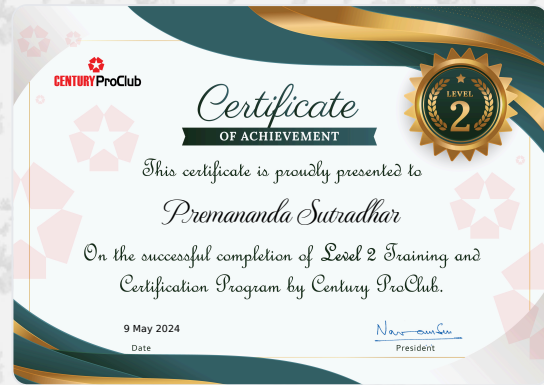 CENTURY ProClub
Certificate
OF ACHIEVEMENT
LEVEL
2
This certificate is proudly presented to
Premananda Sutradhar
On the successful completion of Level 2 Training and
Certification Program by Century ProClub.
9 May 2024
Date
President